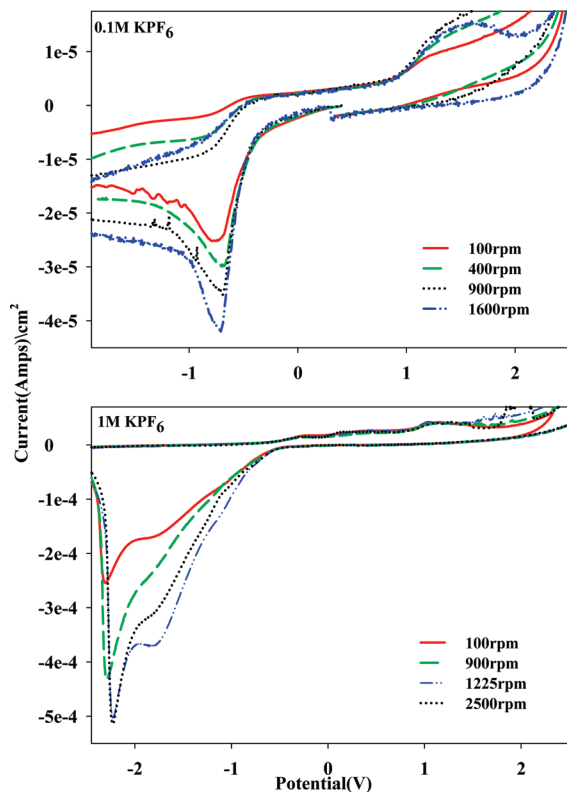 0.1M KPF6
1e-5
0
-1e-5
-2e-5
-3e-5
-4e-5
100rpm
400rpm
900rpm
1600rpm
-1 0 1 2
Current(Amps)\cm2
1M KPF6
0
-1e-4
-2e-4
-3e-4
-4e-4
-5e-4
100rpm
900rpm
1225rpm
2500rpm
-2 -1 0 1 2
Potential(V)